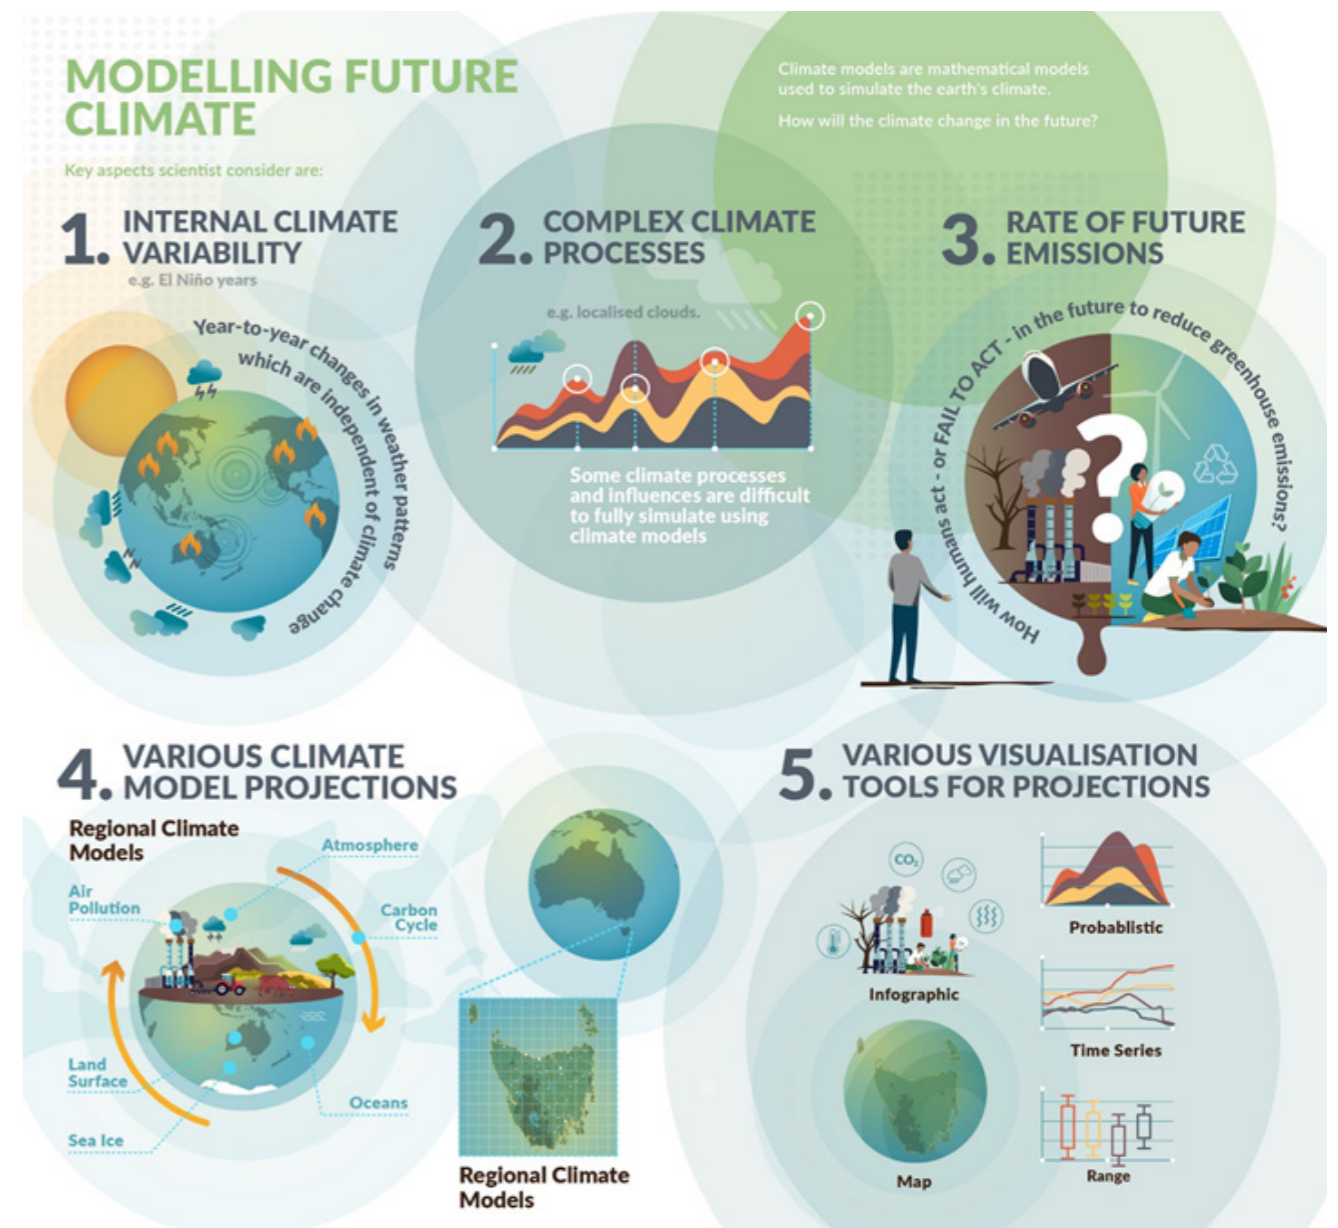 MODELLING FUTURE
CLIMATE
Key aspects scientist consider are:
Climate models are mathematical models
used to simulate the earth's climate.
How will the climate change in the future?
1. INTERNAL CLIMATE
VARIABILITY
e.g. El Niño years
Year-to-year changes in weather patterns
which are independent of climate change
2. COMPLEX CLIMATE
PROCESSES
e.g. localised clouds.
Some climate processes
and influences are difficult
to fully simulate using
climate models
3. RATE OF FUTURE
EMISSIONS
How will humans act - or FAIL TO ACT - in the future to reduce greenhouse emissions?
?
4. VARIOUS CLIMATE
MODEL PROJECTIONS
Regional Climate
Models
Atmosphere
Air
Pollution
Carbon
Cycle
Land
Surface
Oceans
Sea Ice
Regional Climate
Models
5. VARIOUS VISUALISATION
TOOLS FOR PROJECTIONS
CO₂
Infographic
Map
Probablistic
Time Series
Range